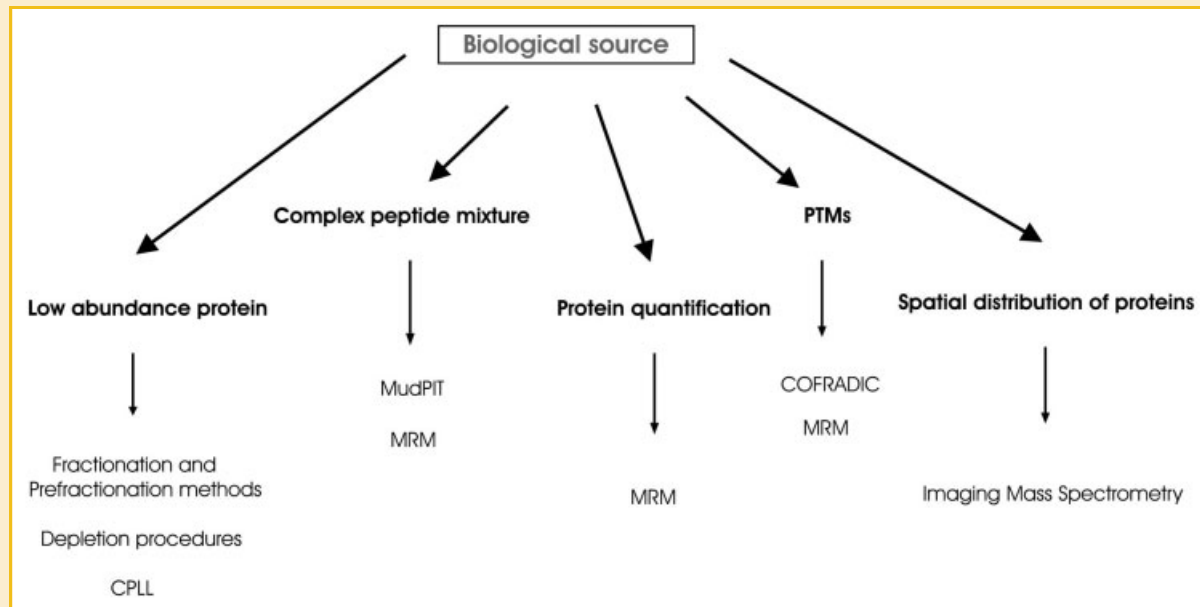 Biological source
Complex peptide mixture
PTMs
Low abundance protein
Protein quantification
Spatial distribution of proteins
MudPIT
MRM
COFRADIC
MRM
Fractionation and
Prefractionation methods
MRM
Imaging Mass Spectrometry
Depletion procedures
CPLL